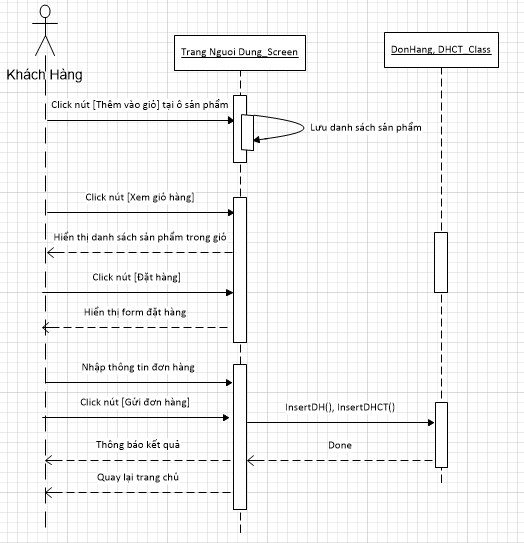 Trang Nguoi Dung_Screen
DonHang, DHCT_Class
Khách Hàng
Click nút [Thêm vào giỏ] tại ô sản phẩm
Lưu danh sách sản phẩm
Click nút [Xem giỏ hàng]
Hiển thị danh sách sản phẩm trong giỏ
Click nút [Đặt hàng]
Hiển thị form đặt hàng
Nhập thông tin đơn hàng
Click nút [Gửi đơn hàng]
InsertDH(), InsertDHCT()
Thông báo kết quả
Done
Quay lại trang chủ